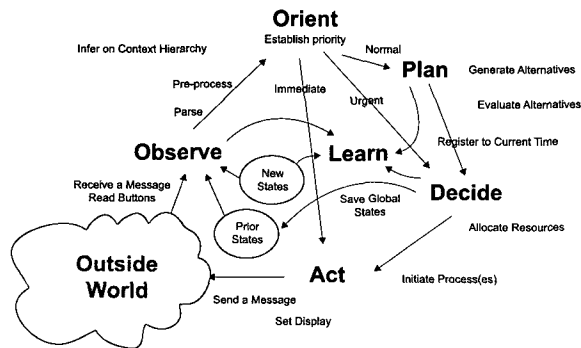 Orient
Establish priority
Infer on Context Hierarchy
Normal
Plan
Generate Alternatives
Pre-process
Immediate
Urgent
Evaluate Alternatives
Parse
Register to Current Time
Observe
Learn
New
States
Decide
Receive a Message
Read Buttons
Prior
States
Save Global
States
Allocate Resources
Outside
World
Act
Initiate Process(es)
Send a Message
Set Display